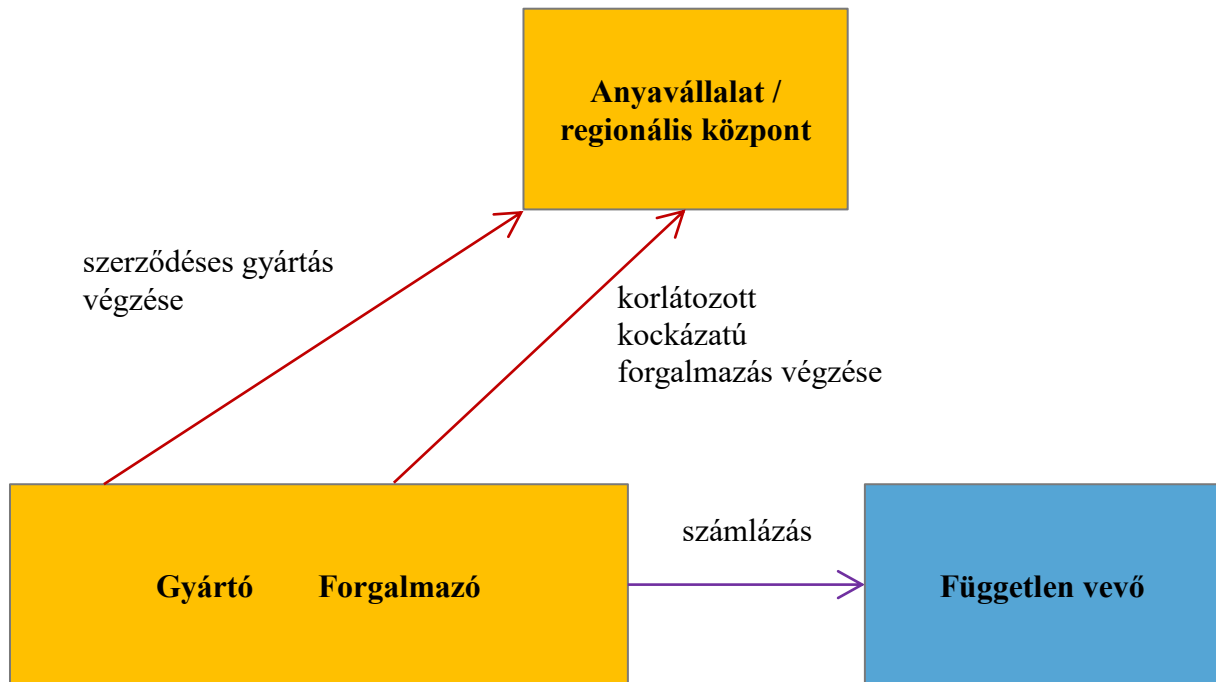 Anyavállalat /
regionális központ
szerződéses gyártás
végzése
korlátozott
kockázatú
forgalmazás végzése
számlázás
Gyártó Forgalmazó
Független vevő